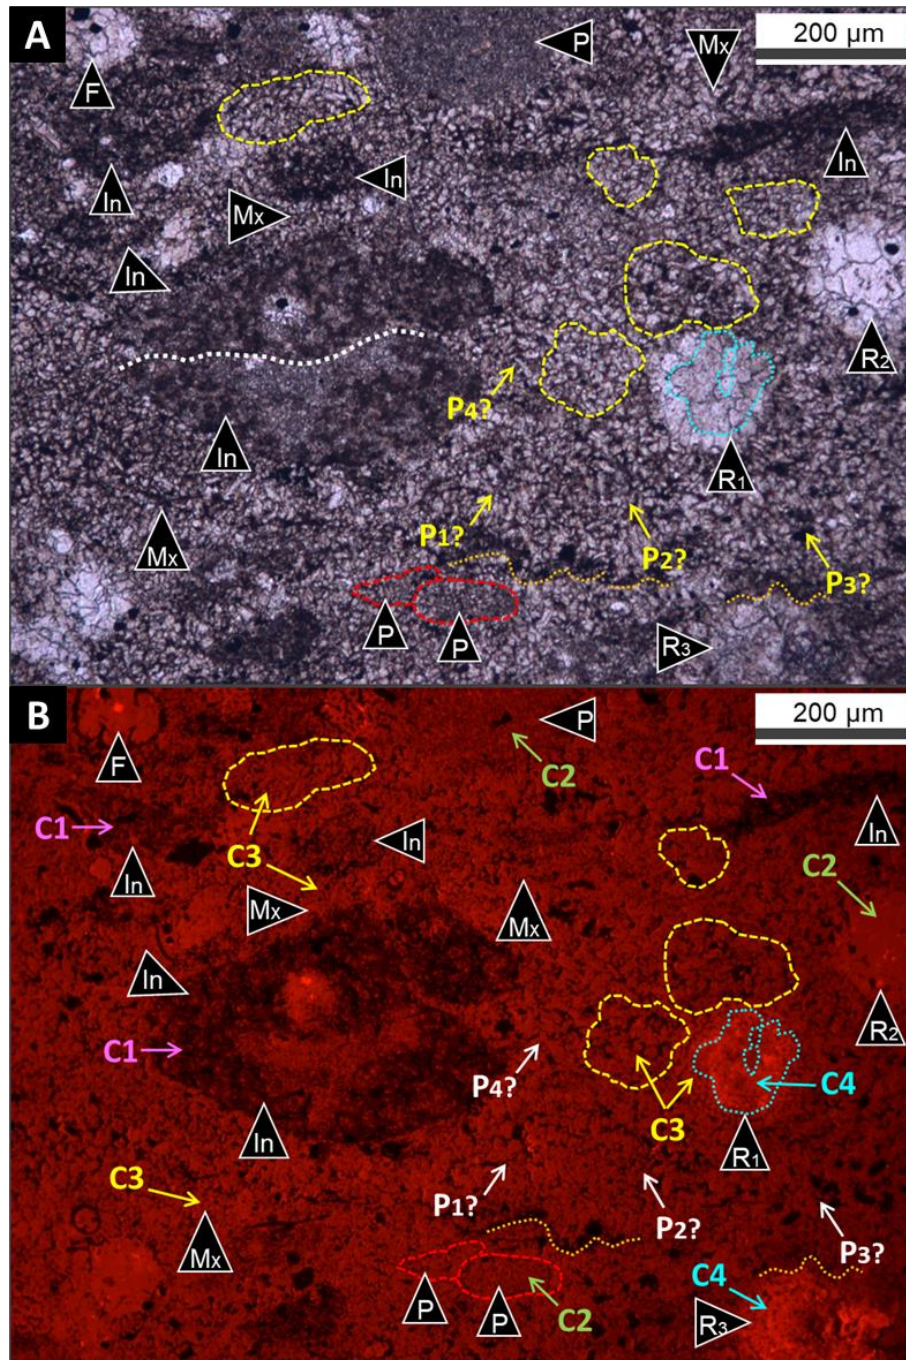 A
200 µm
P
Mx
F
In
In
In
Mx
In
R2
P4?
In
R1
P1?
P2?
P3?
Mx
P
P
R3
B
200 µm
P
C2
C1
F
In
C1
In
C3
In
C2
Mx
Mx
In
R2
C1
P4?
C4
C3
In
R1
C3
P1?
P2?
P3?
Mx
C4
P
P
C2
R3